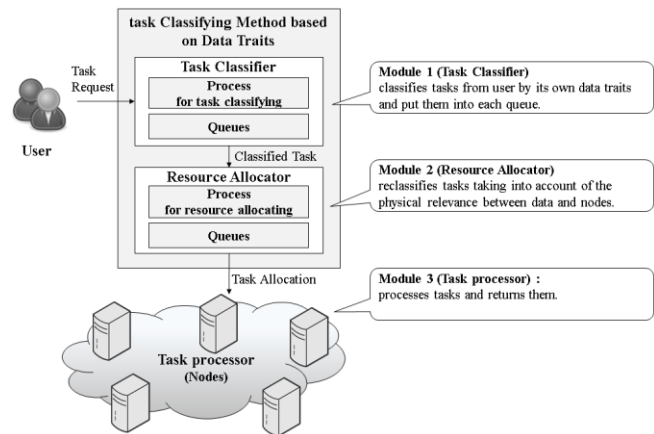 task Classifying Method based
on Data Traits
Task
Request
User
Task Classifier
Process
for task classifying
Queues
Classified Task
Resource Allocator
Process
for resource allocating
Queues
Task Allocation
Task processor
(Nodes)
Module 1 (Task Classifier)
classifies tasks from user by its own data traits
and put them into each queue.
Module 2 (Resource Allocator)
reclassifies tasks taking into account of the
physical relevance between data and nodes.
Module 3 (Task processor) :
processes tasks and returns them.